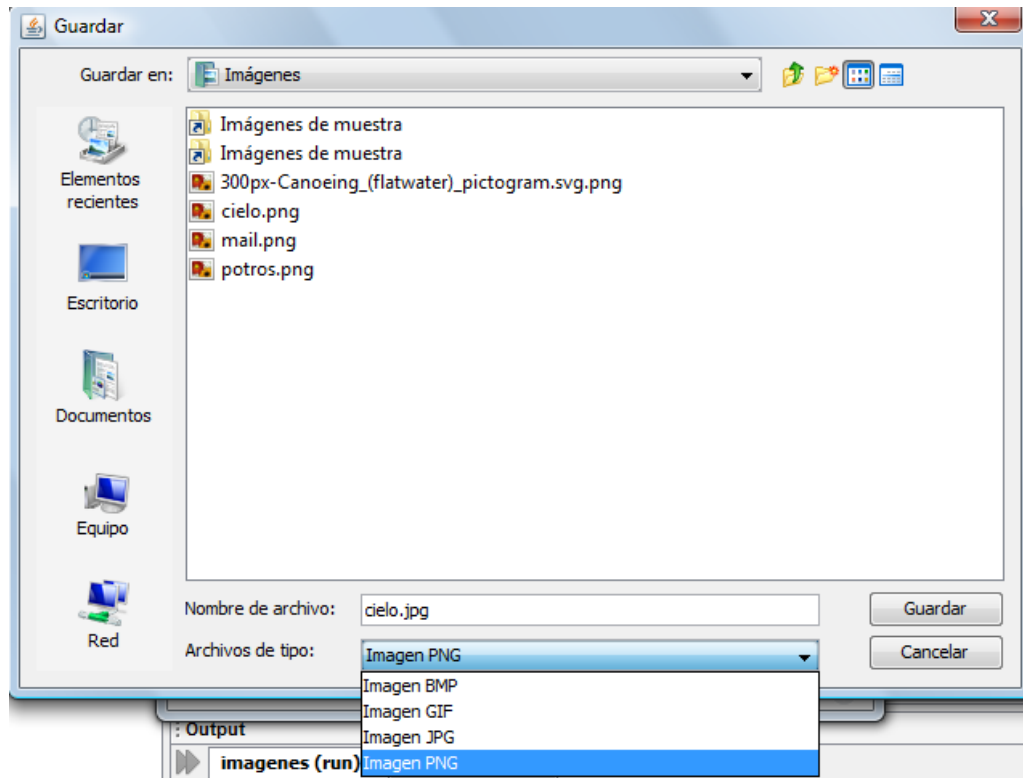 Guardar
Guardar en:
Imágenes
Elementos
recientes
Escritorio
Documentos
Equipo
Red
Imágenes de muestra
Imágenes de muestra
300px-Canoeing_(flatwater)_pictogram.svg.png
cielo.png
mail.png
potros.png
Nombre de archivo:
cielo.jpg
Guardar
Archivos de tipo:
Imagen PNG
Cancelar
Imagen BMP
Imagen GIF
Imagen JPG
Imagen PNG
: Output
imagenes (run)